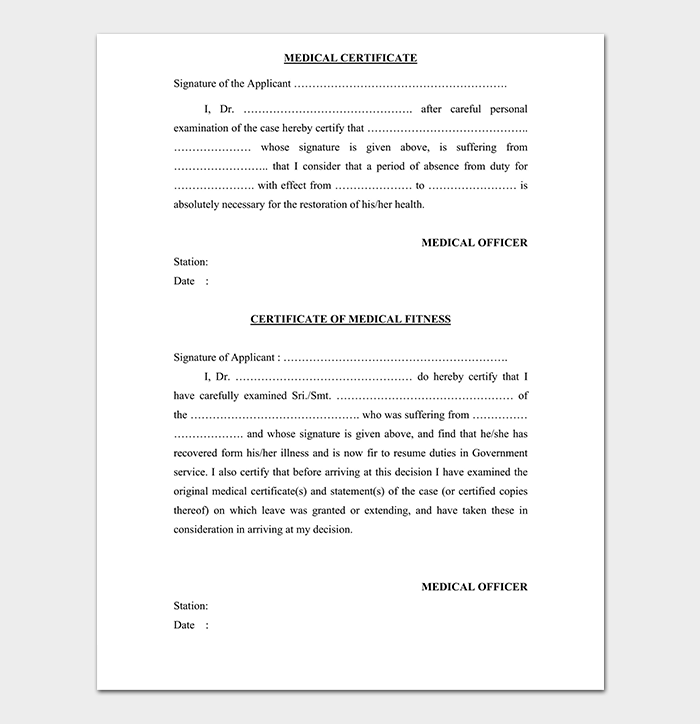 MEDICAL CERTIFICATE
Signature of the Applicant …………………………………………………
I, Dr. ………………………………………. after careful personal
examination of the case hereby certify that ……………………………………..
………………… whose signature is given above, is suffering from
…………………….. that I consider that a period of absence from duty for
…………………. with effect from ………………… to …………………… is
absolutely necessary for the restoration of his/her health.
MEDICAL OFFICER
Station:
Date :
CERTIFICATE OF MEDICAL FITNESS
Signature of Applicant : …………………………………………………….
I, Dr. ………………………………………… do hereby certify that I
have carefully examined Sri./Smt. ………………………………………… of
the ………………………………………. who was suffering from ……………
………………. and whose signature is given above, and find that he/she has
recovered form his/her illness and is now fir to resume duties in Government
service. I also certify that before arriving at this decision I have examined the
original medical certificate(s) and statement(s) of the case (or certified copies
thereof) on which leave was granted or extending, and have taken these in
consideration in arriving at my decision.
MEDICAL OFFICER
Station:
Date :